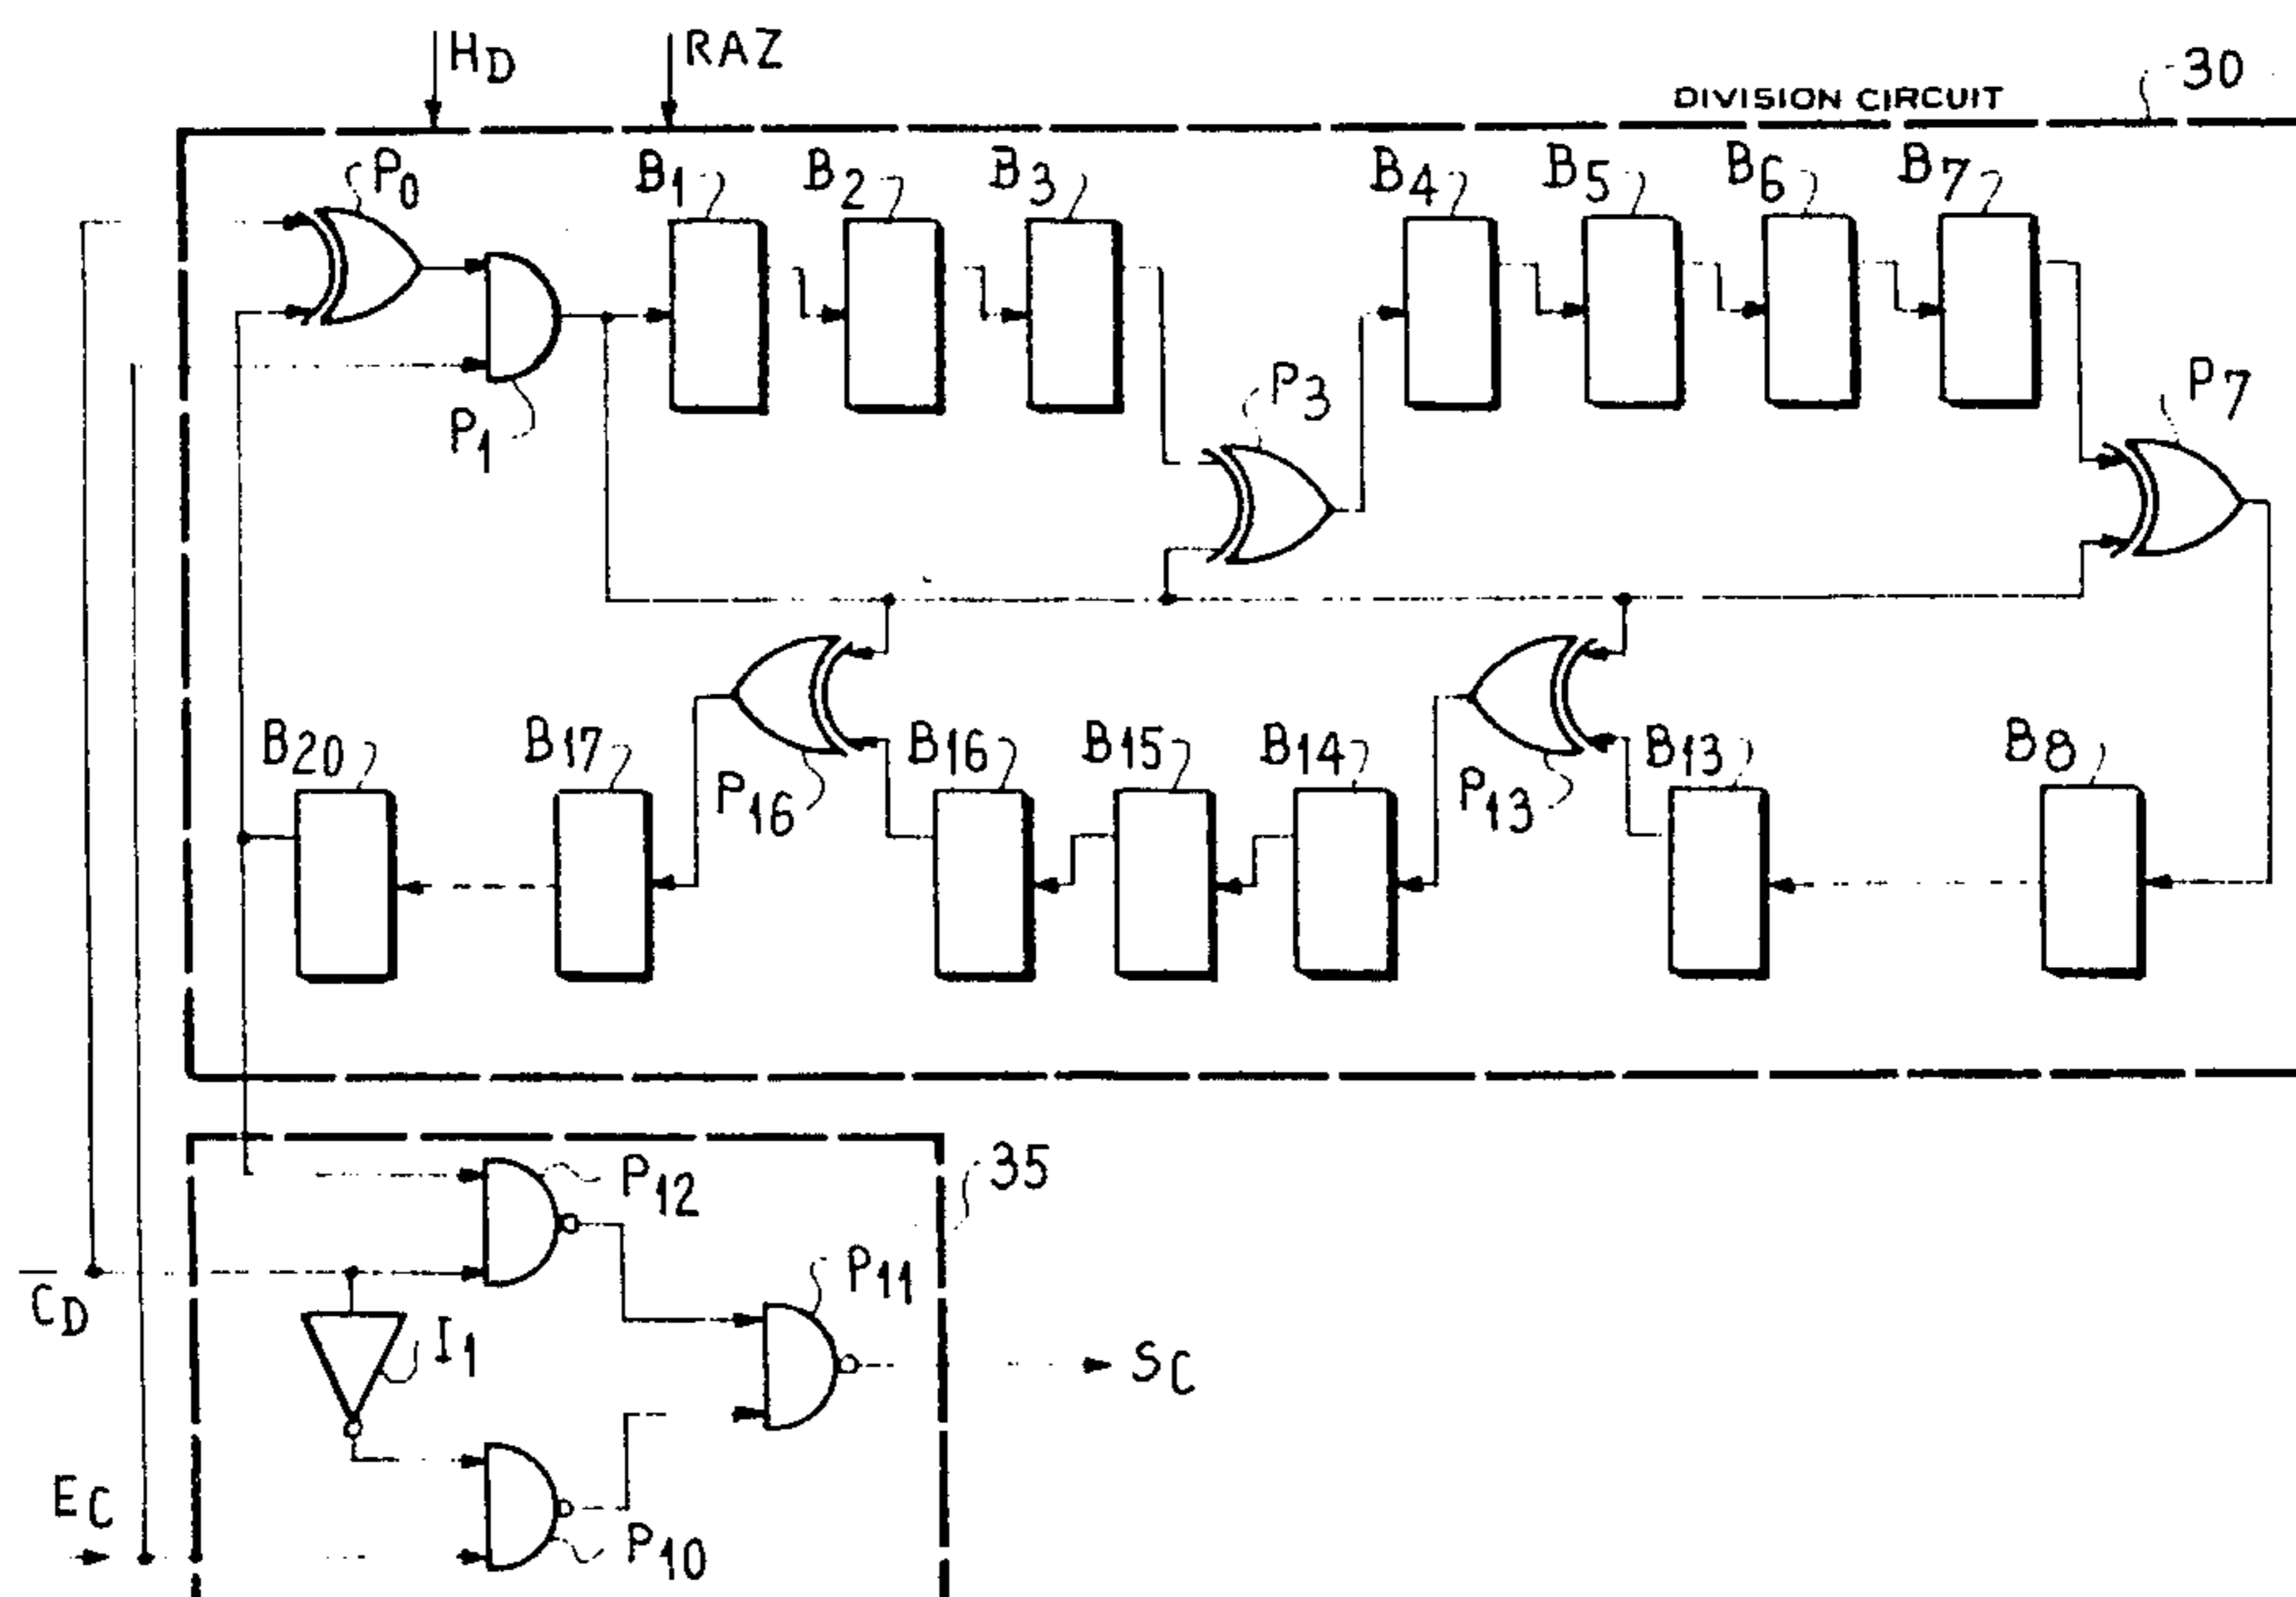 HD
RAZ
DIVISION CIRCUIT
30
P0
B1
B2
B3
B4
B5
B6
B7
P1
P3
P7
B20
B17
P16
B16
B15
B14
P13
B13
B8
P12
35
C̅D
I1
P11
SC
EC
P10